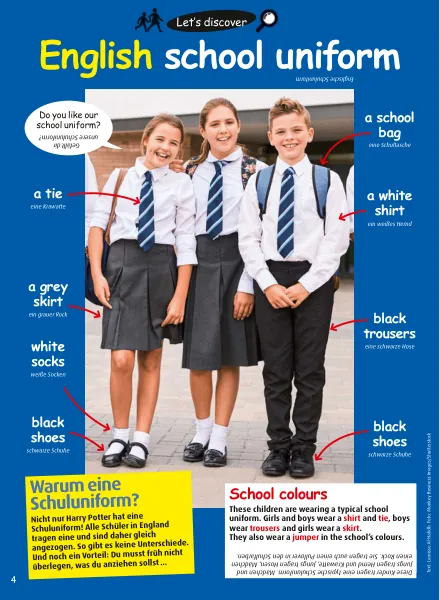 Let's discover
English school uniform
Englische Schuluniform
Do you like our
school uniform?
Gefällt dir
unsere Schuluniform?
a school
bag
eine Schultasche
a tie
eine Krawatte
a white
shirt
ein weißes Hemd
a grey
skirt
ein grauer Rock
black
trousers
eine schwarze Hose
white
socks
weiße Socken
black
shoes
schwarze Schuhe
black
shoes
schwarze Schuhe
Warum eine
Schuluniform?
Nicht nur Harry Potter hat eine
Schuluniform! Alle Schüler in England
tragen eine und sind daher gleich
angezogen. So gibt es keine Unterschiede.
Und noch ein Vorteil: Du musst früh nicht
überlegen, was du anziehen sollst ...
School colours
These children are wearing a typical school
uniform. Girls and boys wear a shirt and tie, boys
wear trousers and girls wear a skirt.
They also wear a jumper in the school's colours.
Diese Kinder tragen eine typische Schuluniform. Mädchen und
Jungs tragen Hemd und Krawatte, Jungs tragen Hosen, Mädchen
einen Rock. Sie tragen auch einen Pullover in den Schulfarben.
4